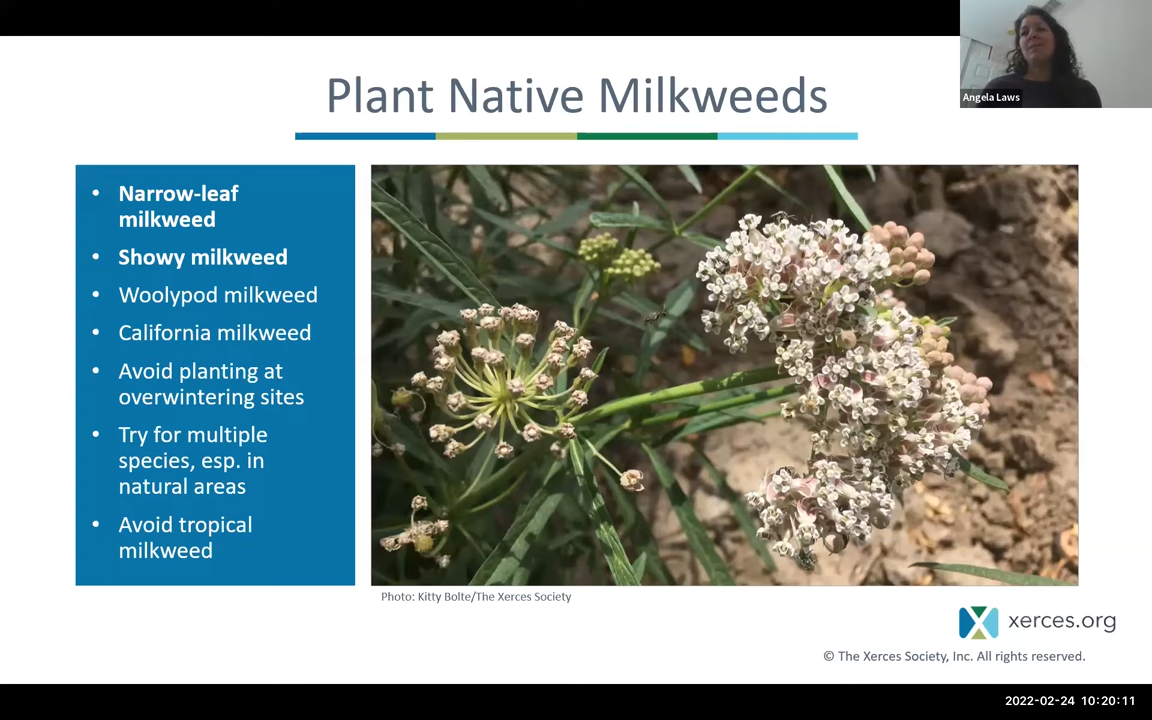 Plant Native Milkweeds
Angela Laws
• Narrow-leaf
milkweed
• Showy milkweed
• Woolypod milkweed
• California milkweed
• Avoid planting at
overwintering sites
• Try for multiple
species, esp. in
natural areas
• Avoid tropical
milkweed
Photo: Kitty Bolte/The Xerces Society
xerces.org
© The Xerces Society, Inc. All rights reserved.
2022-02-24 10:20:11